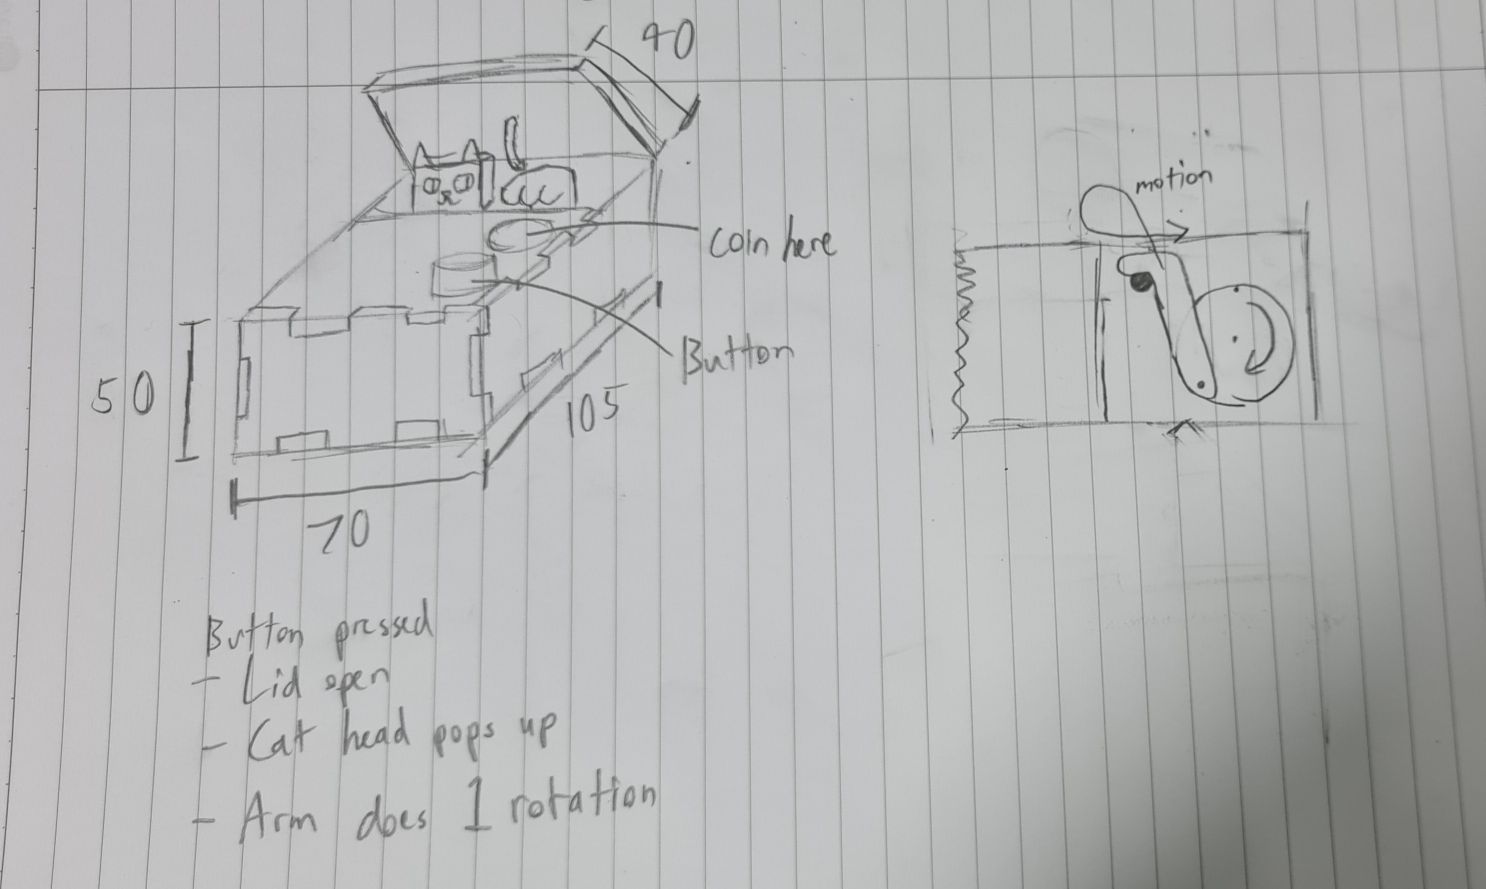 40
motion
coin here
Button
50
105
70
Button pressed
- Lid open
- Cat head pops up
- Arm does 1 rotation